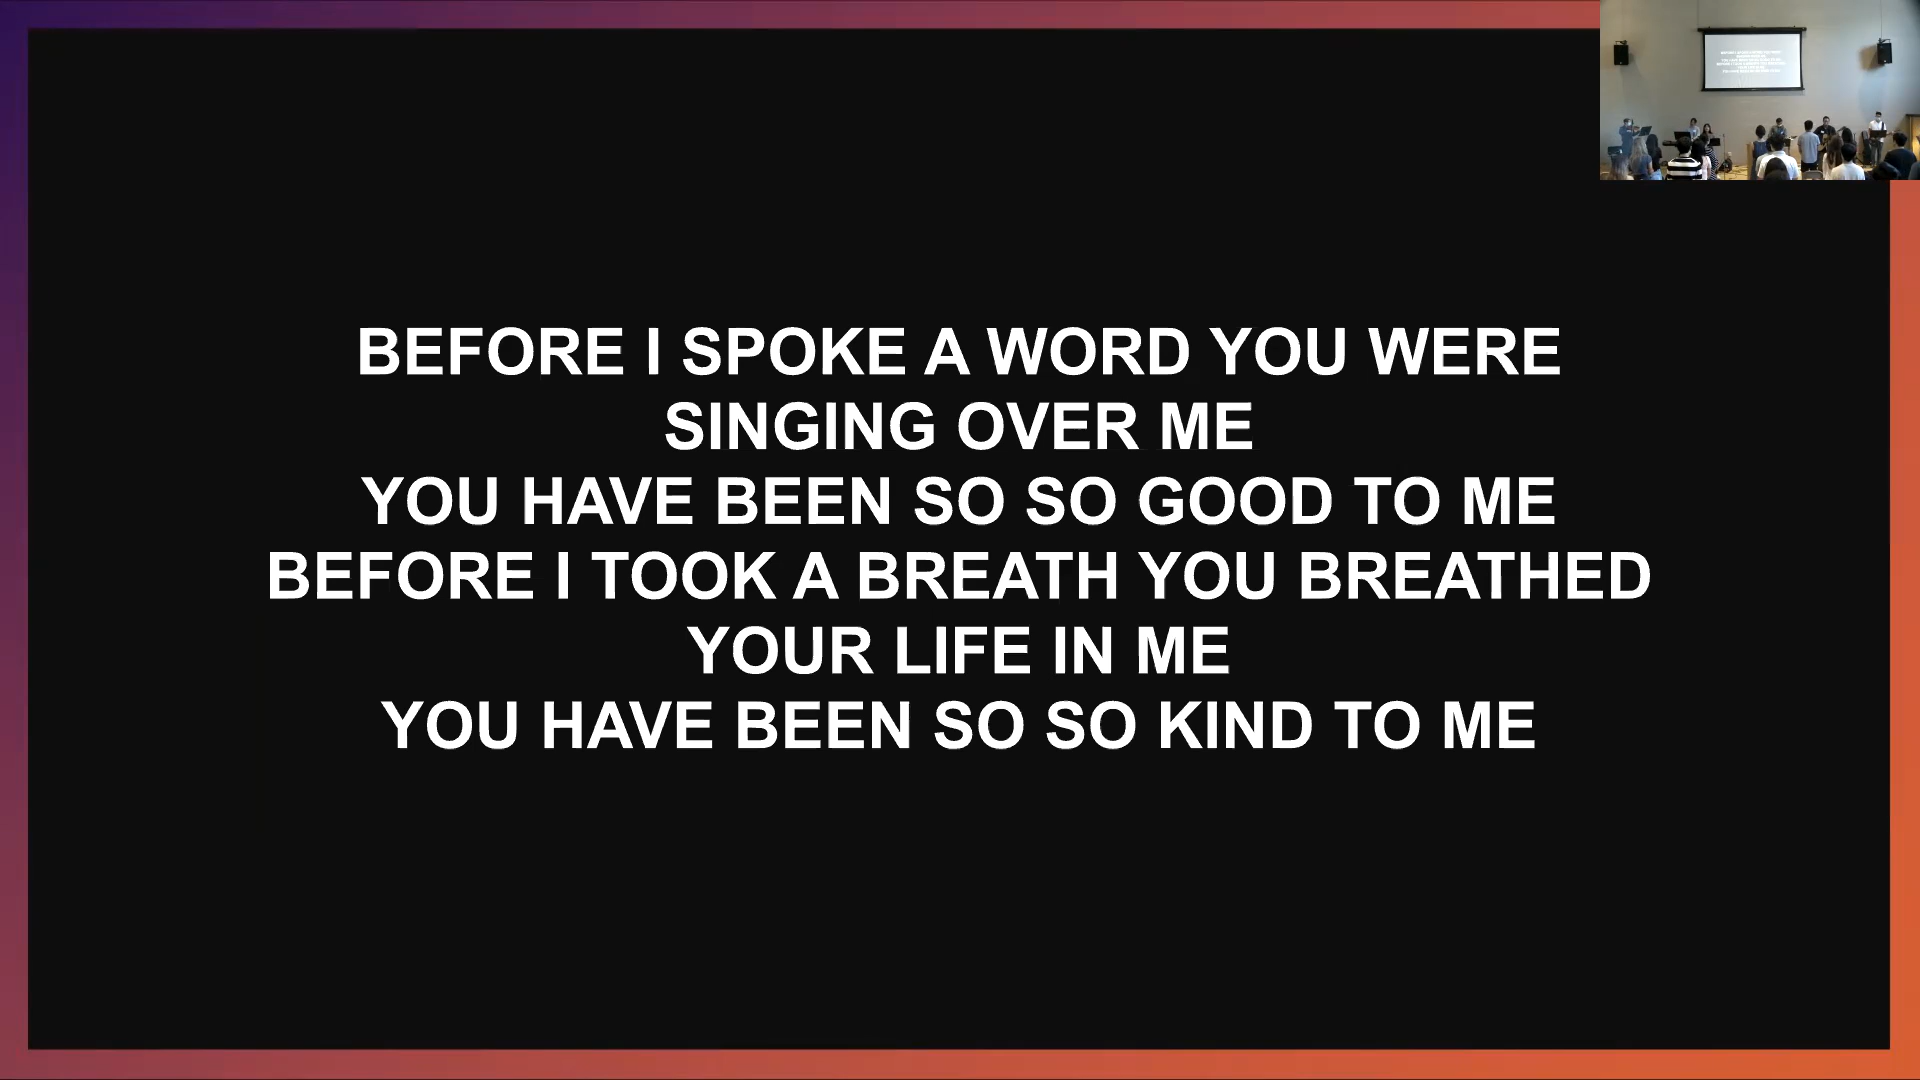 BEFORE I SPOKE A WORD YOU WERE
SINGING OVER ME
YOU HAVE BEEN SO SO GOOD TO ME
BEFORE I TOOK A BREATH YOU BREATHED
YOUR LIFE IN ME
YOU HAVE BEEN SO SO KIND TO ME